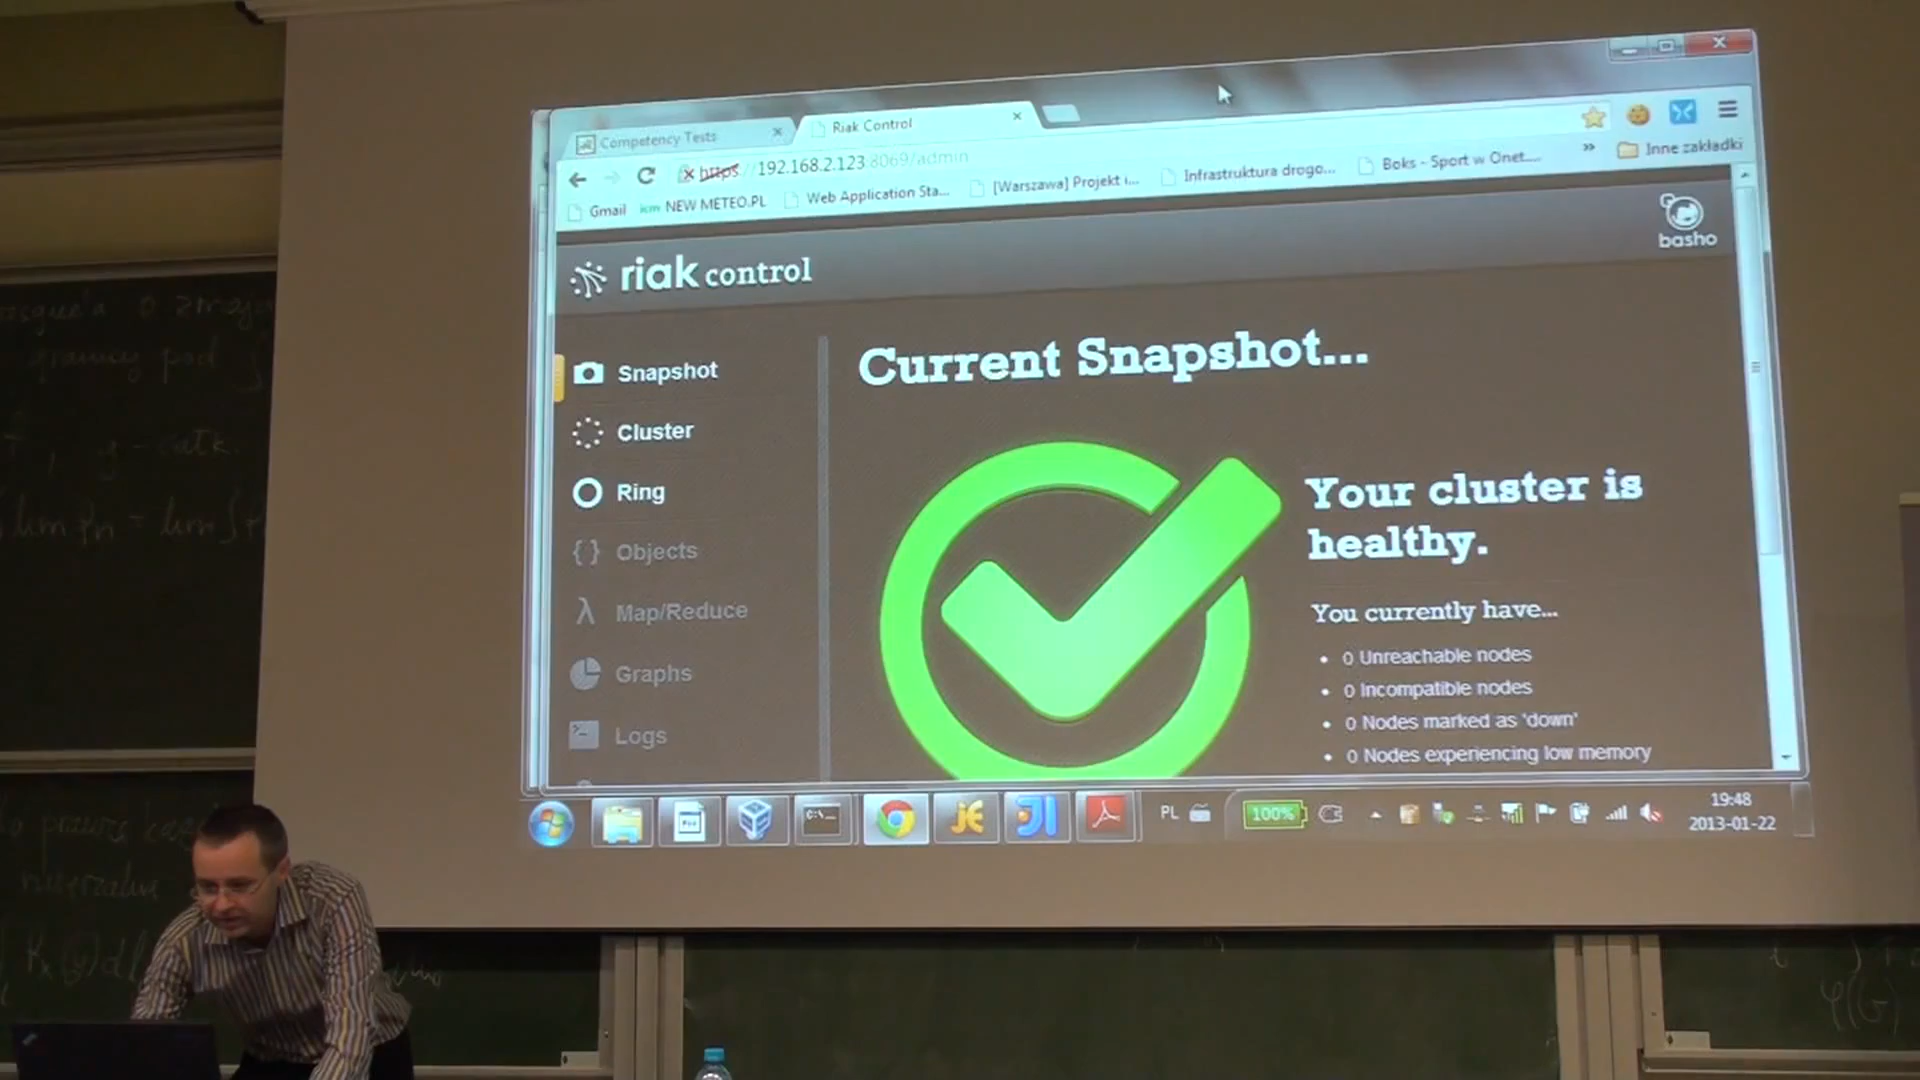 Competency Tests
Riak Control
https://192.168.2.123:8069/admin
Inne zakładki
Gmail
icm NEW METEO.PL
Web Application Sta...
[Warszawa] Projekt i...
Infrastruktura drogo...
Boks - Sport w Onet....
»
riak control
basho
Snapshot
Cluster
Ring
Objects
Map/Reduce
Graphs
Logs
Current Snapshot...
Your cluster is
healthy.
You currently have...
• 0 Unreachable nodes
• 0 Incompatible nodes
• 0 Nodes marked as 'down'
• 0 Nodes experiencing low memory
PL
100%
19:48
2013-01-22